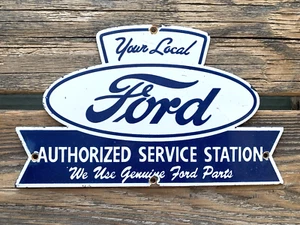 Your Local
Ford
AUTHORIZED SERVICE STATION
We Use Genuine Ford Parts